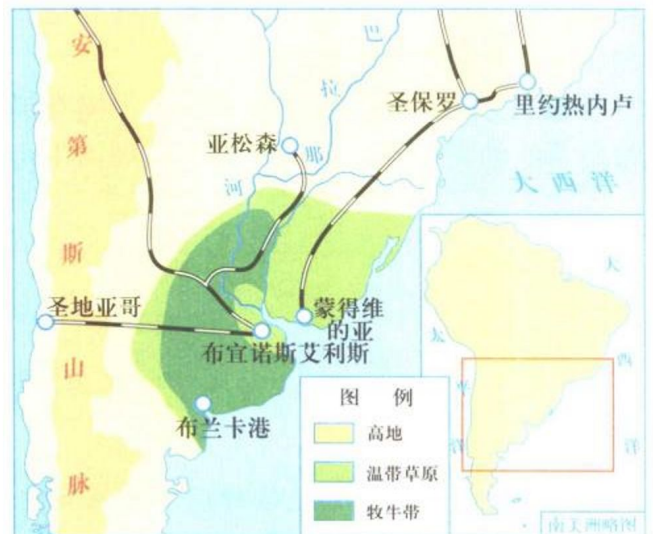 安
第
斯
山
脉
巴
拉
那
河
圣保罗
里约热内卢
亚松森
大西洋
圣地亚哥
蒙得维
的亚
布宜诺斯艾利斯
布兰卡港
图 例
高地
温带草原
牧牛带
大
西
洋
太
平
洋
南美洲略图